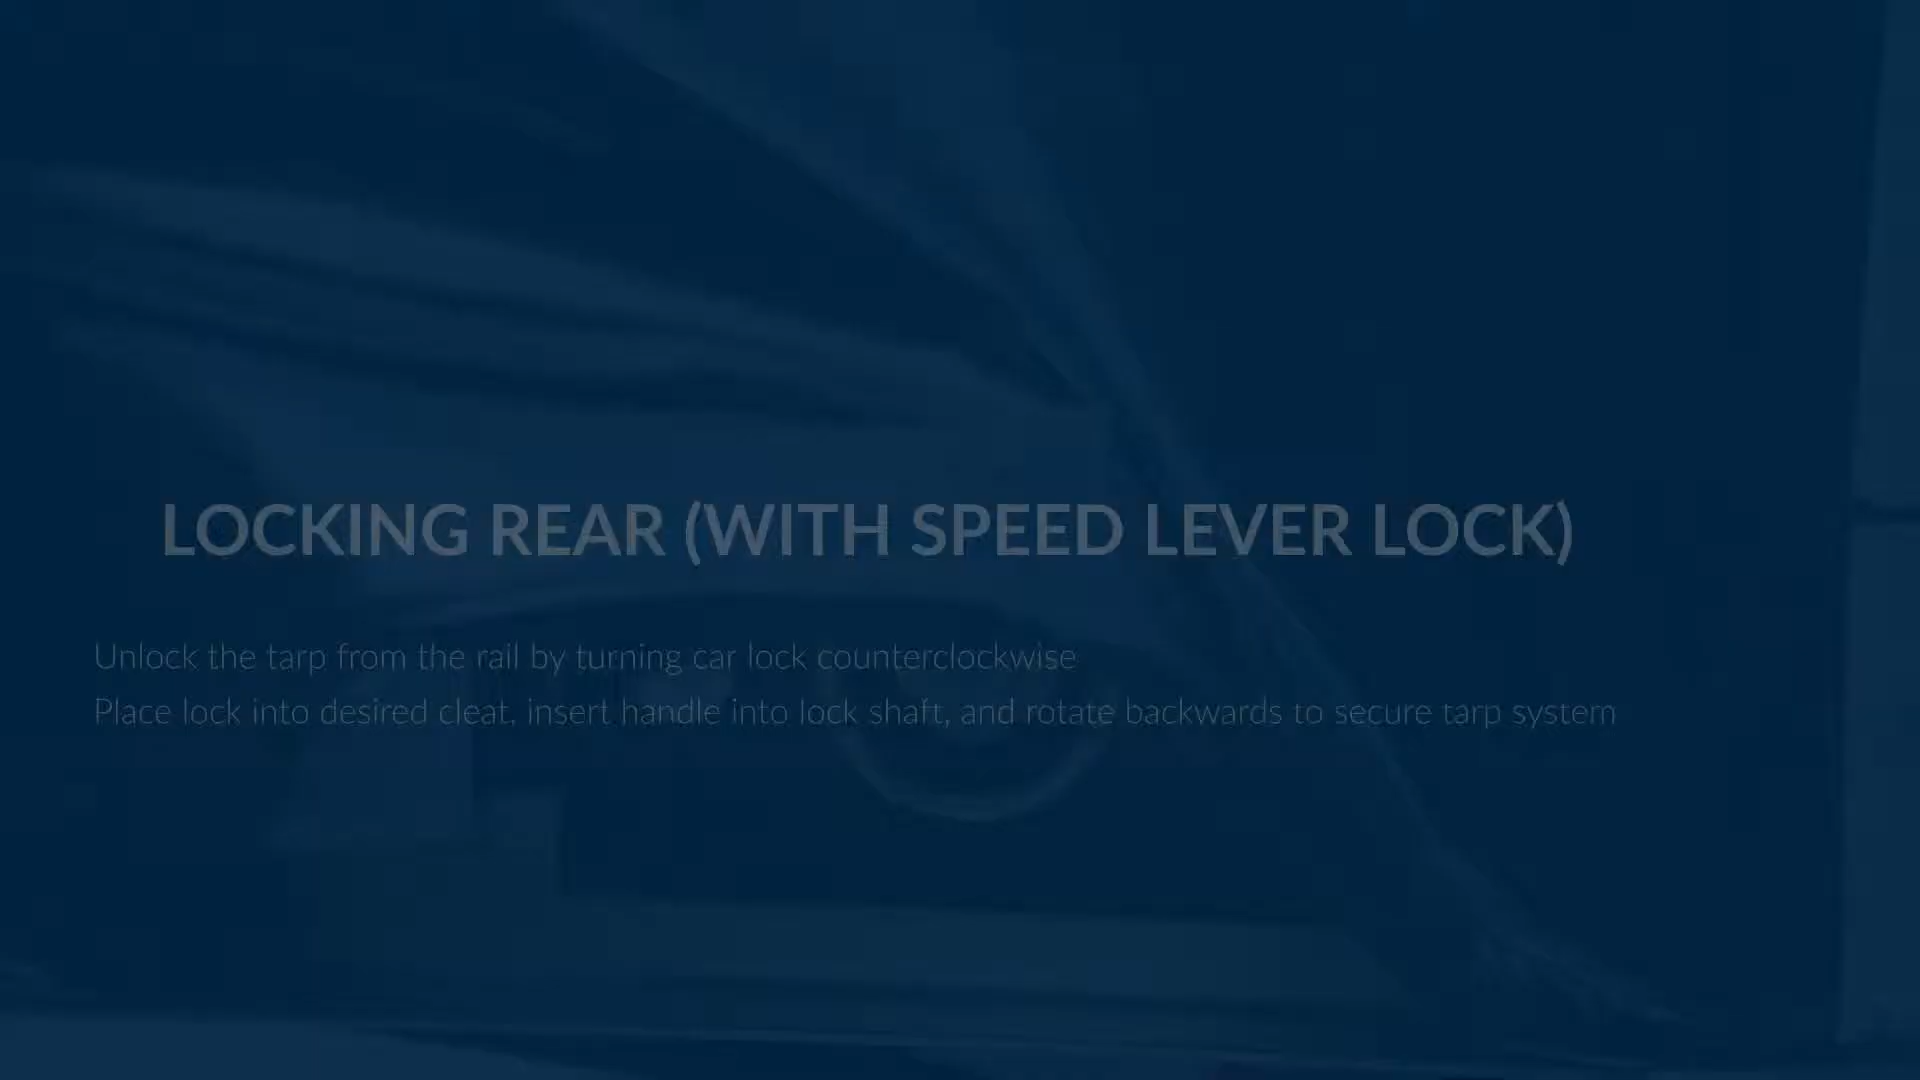 LOCKING REAR (WITH SPEED LEVER LOCK)
Unlock the tarp from the rail by turning car lock counterclockwise
Place lock into desired cleat, insert handle into lock shaft, and rotate backwards to secure tarp system